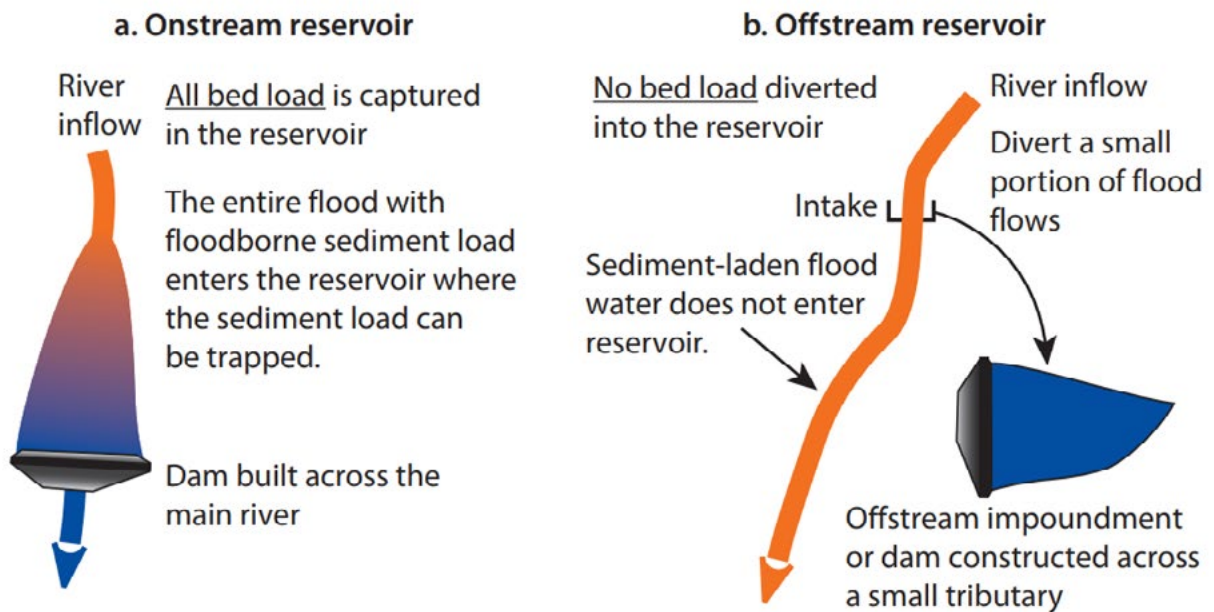 a. Onstream reservoir
River
inflow
All bed load is captured
in the reservoir
The entire flood with
floodborne sediment load
enters the reservoir where
the sediment load can
be trapped.
Dam built across the
main river
b. Offstream reservoir
No bed load diverted
into the reservoir
River inflow
Divert a small
portion of flood
flows
Intake
Sediment-laden flood
water does not enter
reservoir.
Offstream impoundment
or dam constructed across
a small tributary